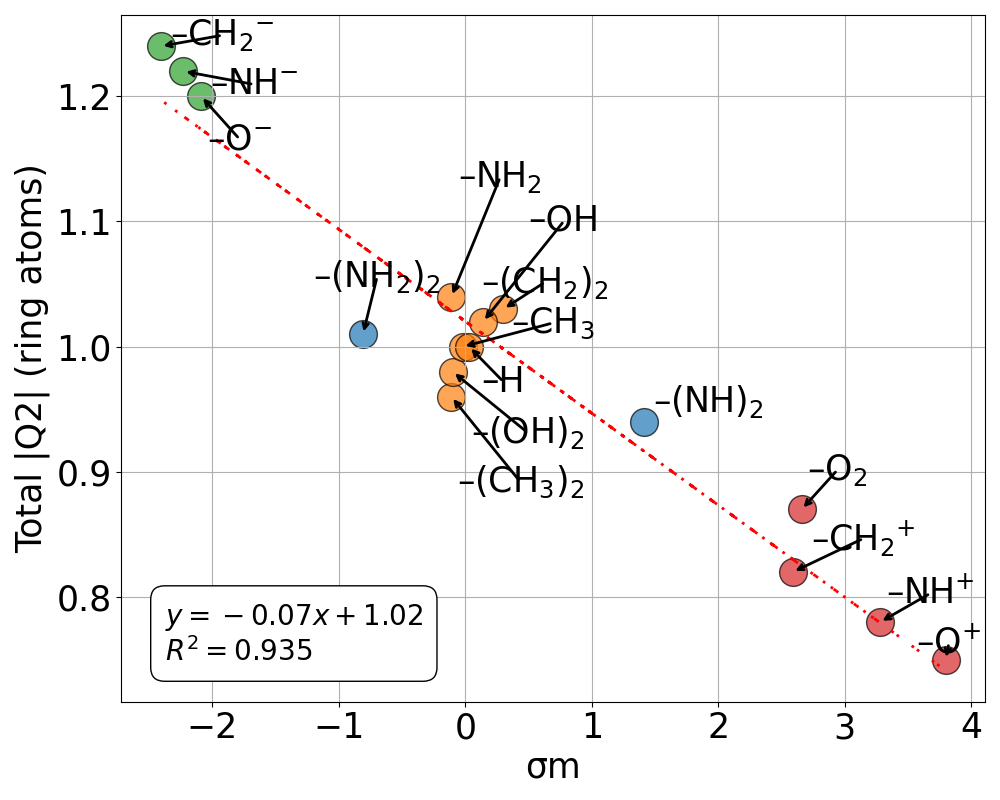 –CH₂⁻
–NH⁻
–O⁻
–NH₂
–OH
–(NH₂)₂
–(CH₂)₂
–CH₃
–H
–(OH)₂
–(CH₃)₂
–(NH)₂
–O₂
–CH₂⁺
–NH⁺
–O⁺
1.2
1.1
1.0
0.9
0.8
Total |Q2| (ring atoms)
y = −0.07x + 1.02
R² = 0.935
−2 −1 0 1 2 3 4
σm